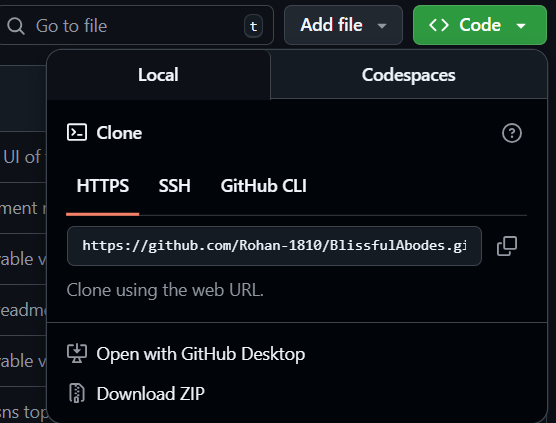 Go to file
t
Add file
Code
Local
Codespaces
Clone
HTTPS
SSH
GitHub CLI
UI of
ment
able v
https://github.com/Rohan-1810/BlissfulAbodes.gi
Clone using the web URL.
eadme
Open with GitHub Desktop
able v
Download ZIP
sns top